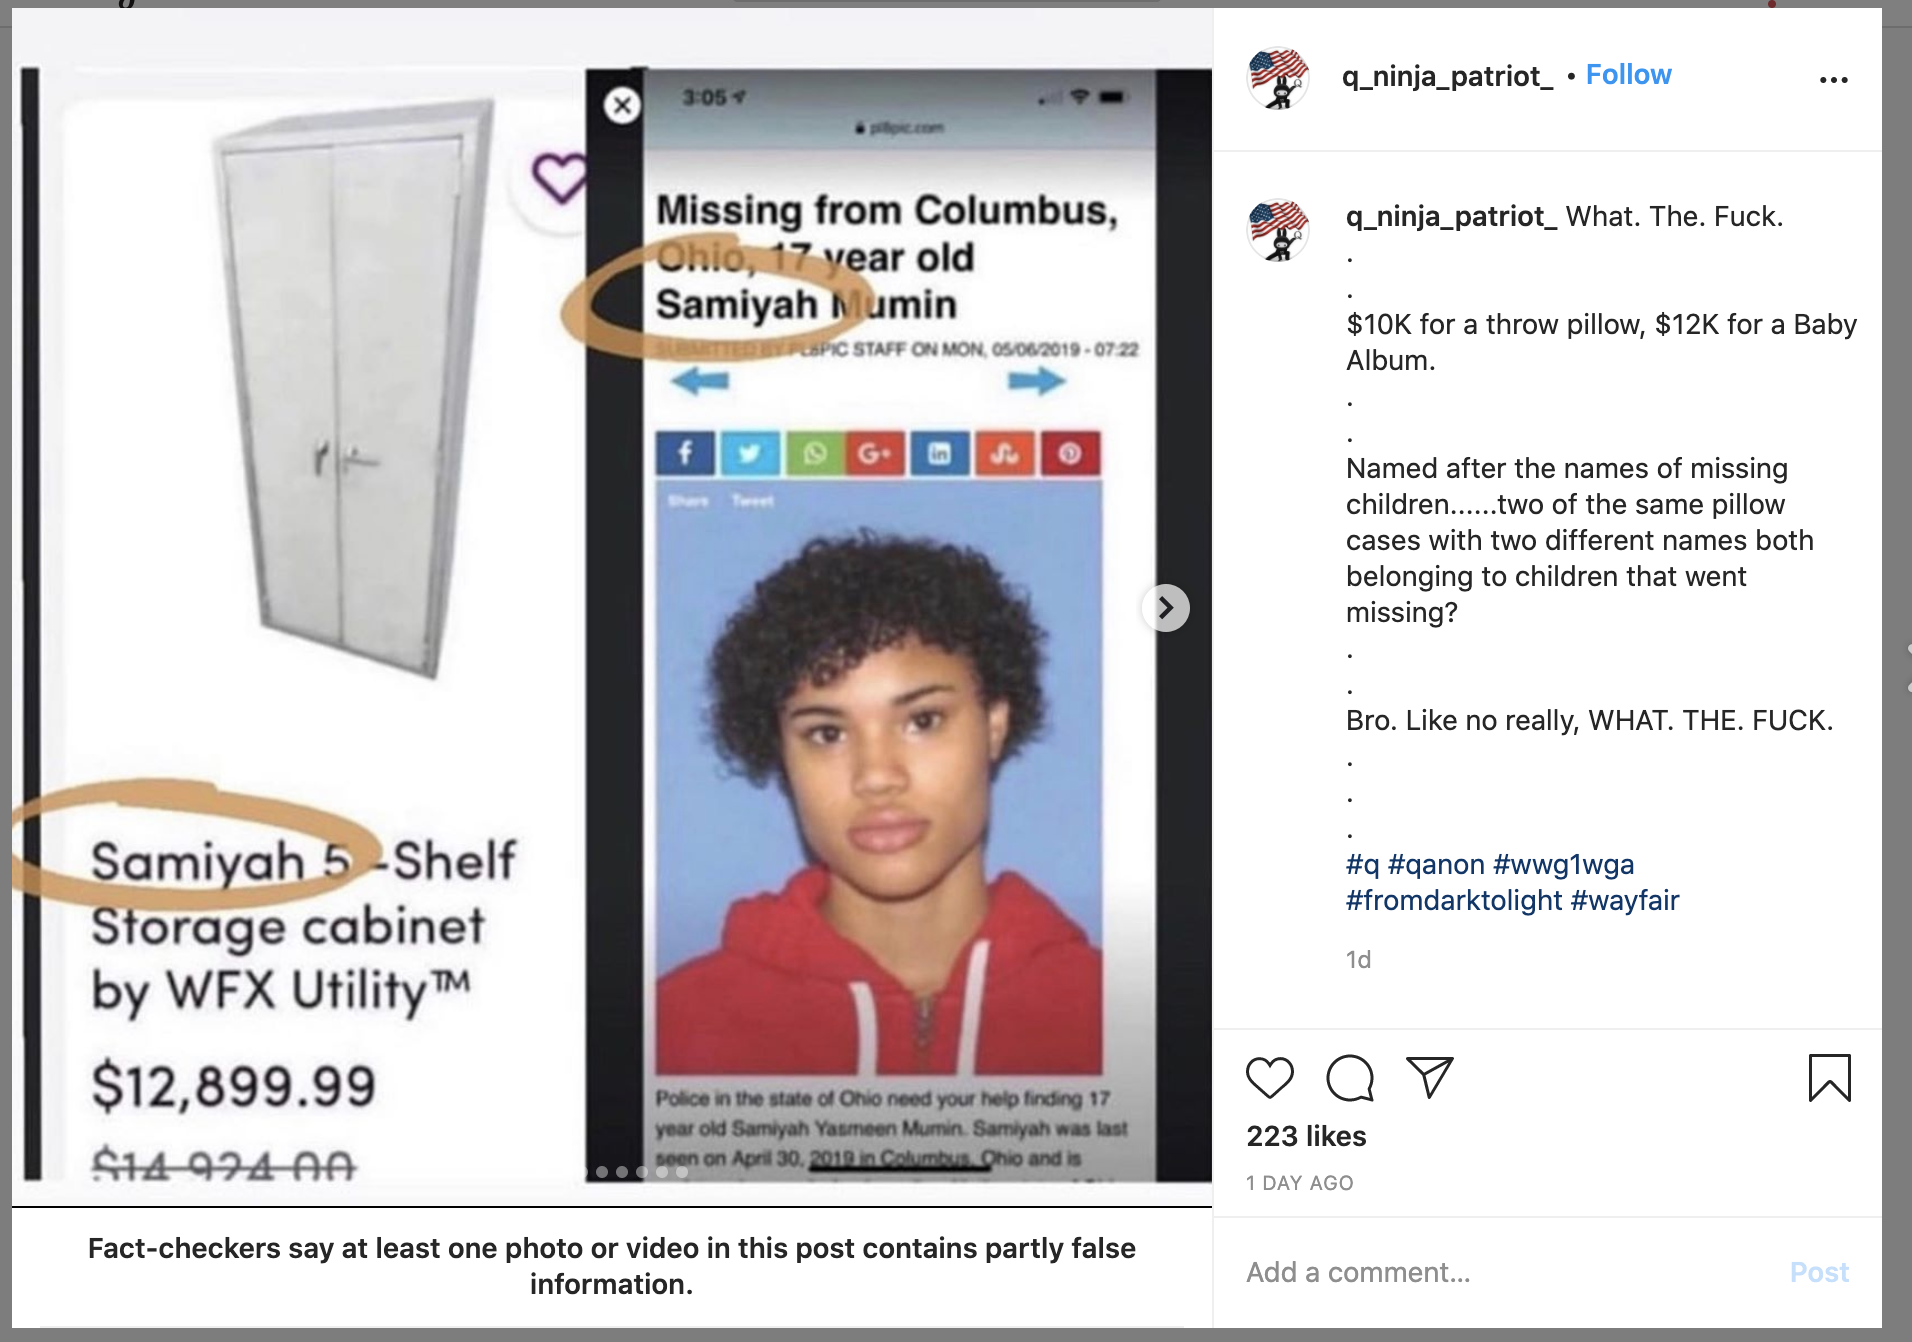 3:05
pl8pic.com
Missing from Columbus,
Ohio, 17 year old
Samiyah Mumin
SUBMITTED BY PL8PIC STAFF ON MON, 05/06/2019 - 07:22
f
G+
in
Share Tweet
Police in the state of Ohio need your help finding 17
year old Samiyah Yasmeen Mumin. Samiyah was last
seen on April 30, 2019 in Columbus, Ohio and is
Samiyah 5 -Shelf
Storage cabinet
by WFX Utility™
$12,899.99
$14,924.00
Fact-checkers say at least one photo or video in this post contains partly false
information.
q_ninja_patriot_ • Follow
q_ninja_patriot_ What. The. Fuck.
.
.
$10K for a throw pillow, $12K for a Baby
Album.
.
.
Named after the names of missing
children......two of the same pillow
cases with two different names both
belonging to children that went
missing?
.
.
Bro. Like no really, WHAT. THE. FUCK.
.
.
.
#q #qanon #wwg1wga
#fromdarktolight #wayfair
1d
223 likes
1 DAY AGO
Add a comment...
Post